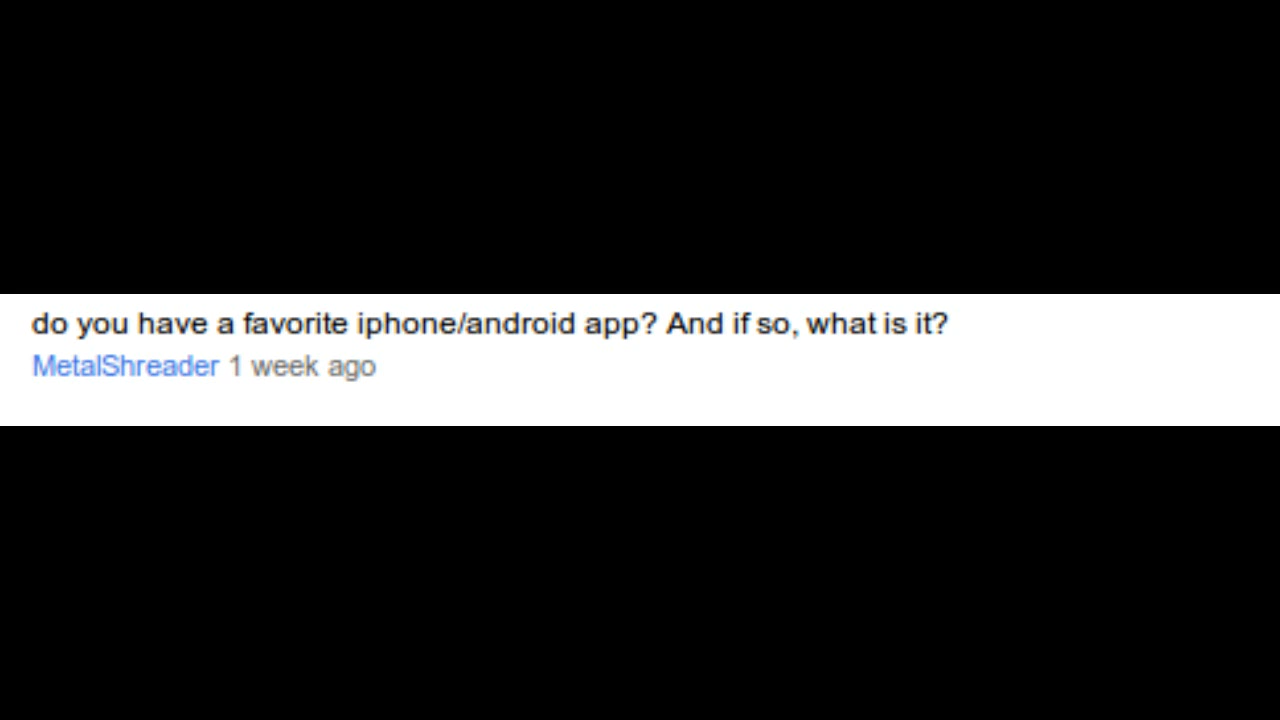 do you have a favorite iphone/android app? And if so, what is it?
MetalShreader 1 week ago